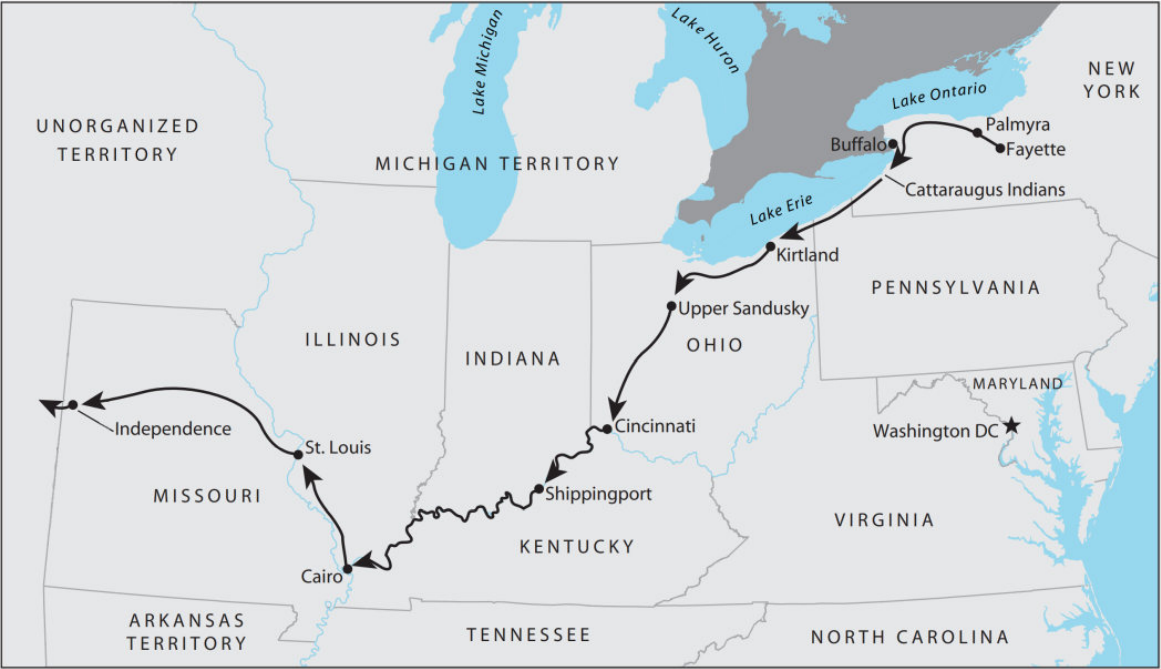 Lake Michigan
Lake Huron
NEW
YORK
Lake Ontario
UNORGANIZED
TERRITORY
Palmyra
Buffalo
Fayette
MICHIGAN TERRITORY
Cattaraugus Indians
Lake Erie
Kirtland
PENNSYLVANIA
Upper Sandusky
ILLINOIS
OHIO
INDIANA
MARYLAND
Independence
Cincinnati
Washington DC
St. Louis
MISSOURI
Shippingport
VIRGINIA
KENTUCKY
Cairo
ARKANSAS
TERRITORY
TENNESSEE
NORTH CAROLINA